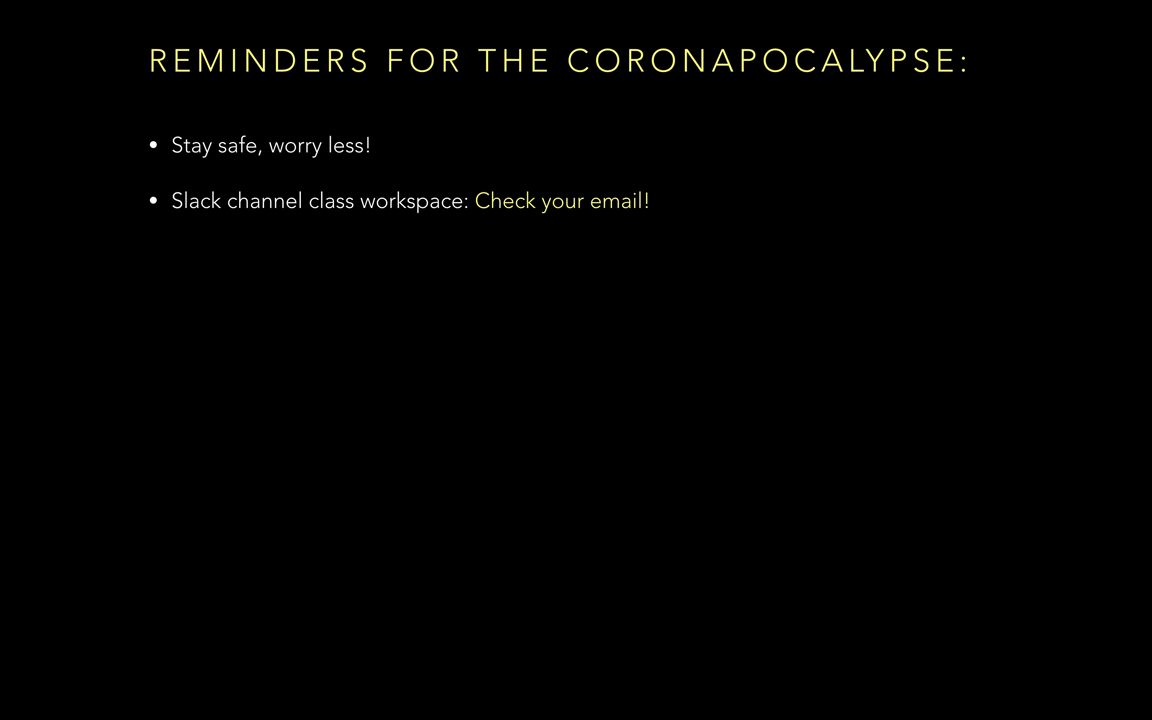 REMINDERS FOR THE CORONAPOCALYPSE:
• Stay safe, worry less!
• Slack channel class workspace: Check your email!